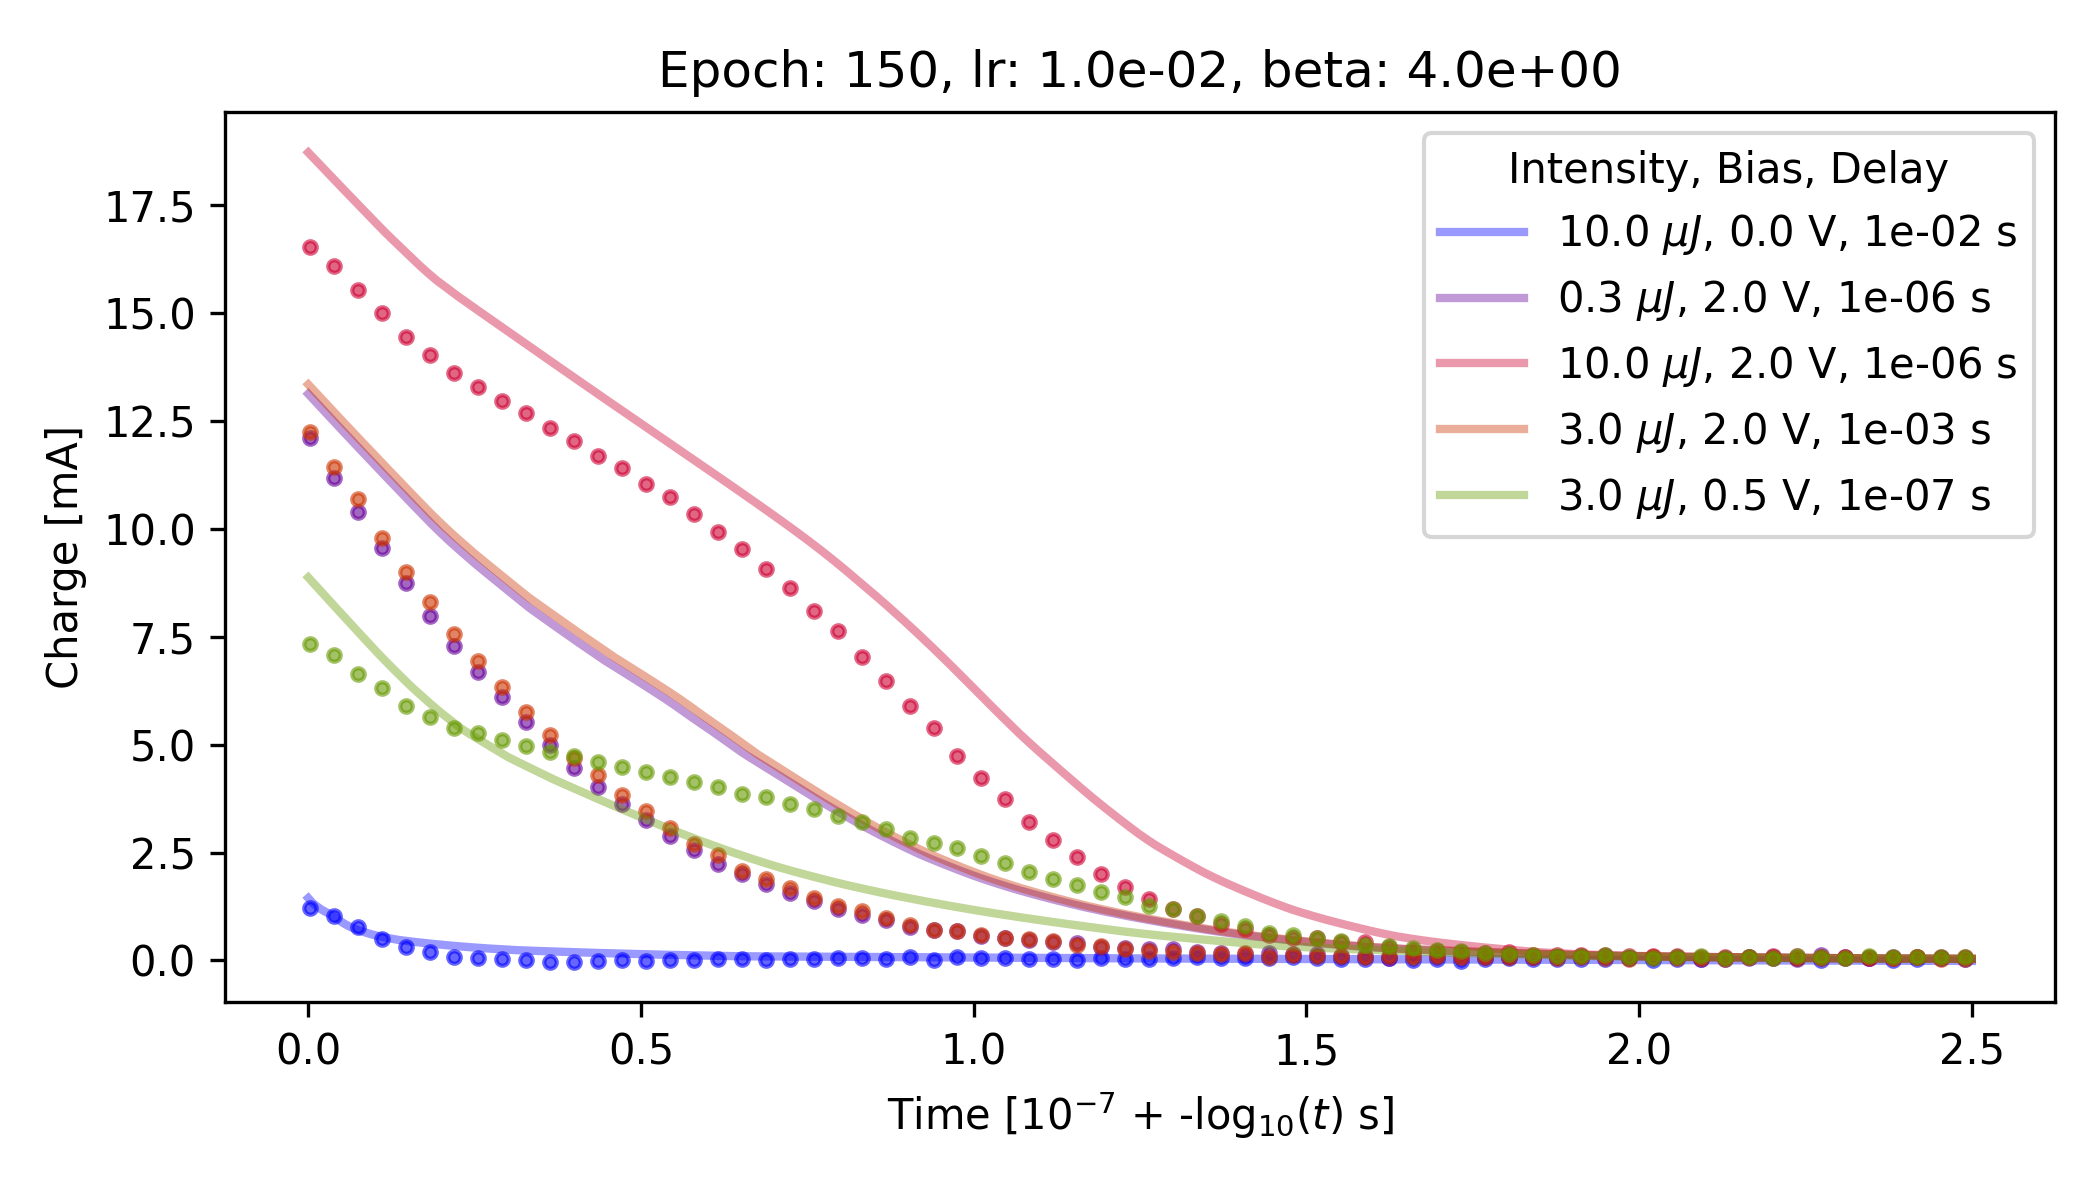 Epoch: 150, lr: 1.0e-02, beta: 4.0e+00
Charge [mA]
17.5
15.0
12.5
10.0
7.5
5.0
2.5
0.0
Intensity, Bias, Delay
10.0 μJ, 0.0 V, 1e-02 s
0.3 μJ, 2.0 V, 1e-06 s
10.0 μJ, 2.0 V, 1e-06 s
3.0 μJ, 2.0 V, 1e-03 s
3.0 μJ, 0.5 V, 1e-07 s
0.0 0.5 1.0 1.5 2.0 2.5
Time [10⁻⁷ + -log₁₀(t) s]